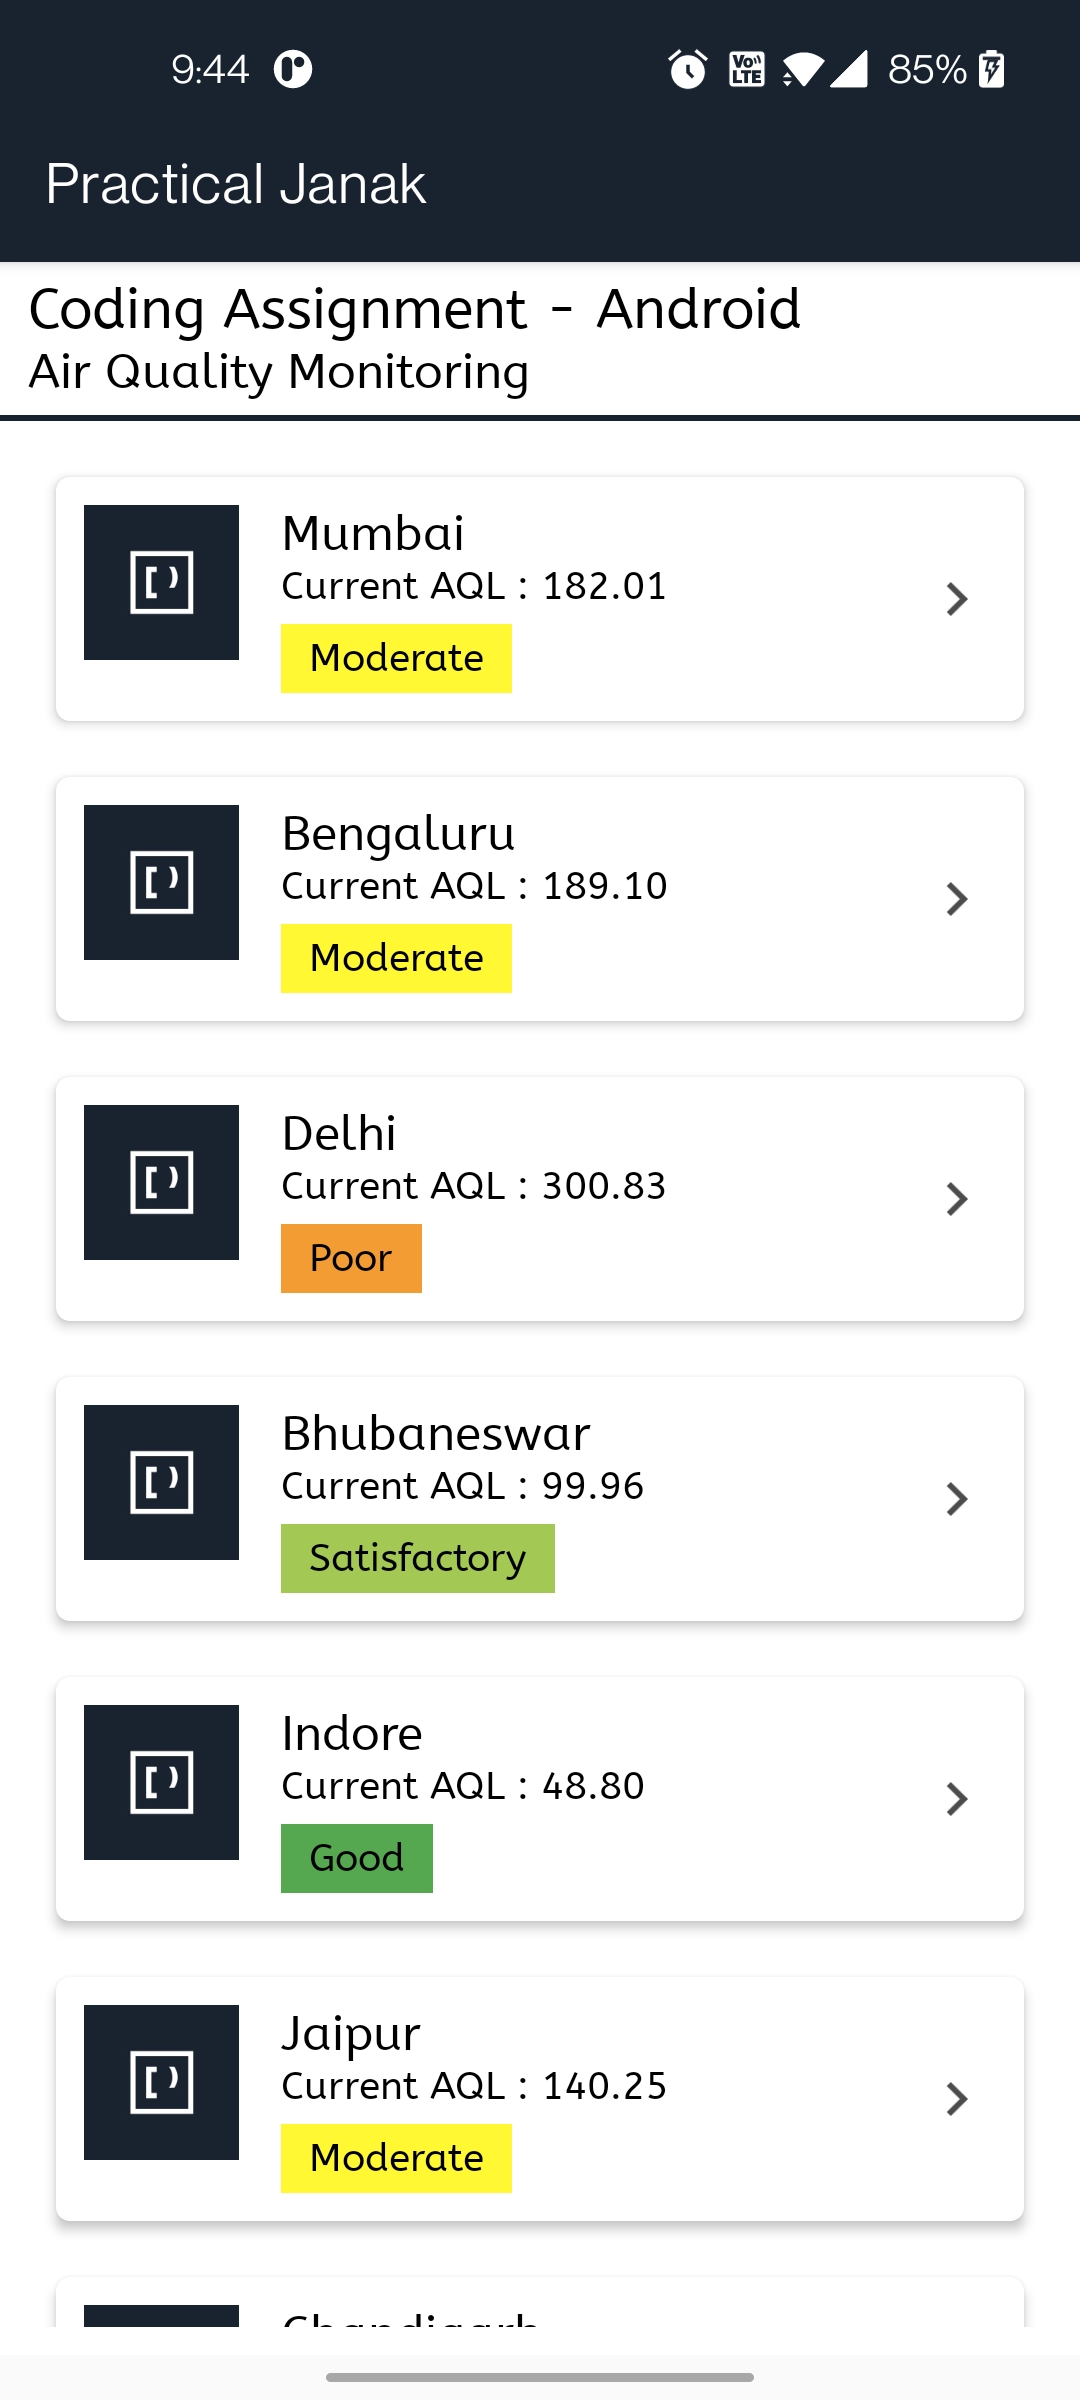 9:44
Vo LTE
85%
Practical Janak
Coding Assignment - Android
Air Quality Monitoring
Mumbai
Current AQL : 182.01
Moderate
Bengaluru
Current AQL : 189.10
Moderate
Delhi
Current AQL : 300.83
Poor
Bhubaneswar
Current AQL : 99.96
Satisfactory
Indore
Current AQL : 48.80
Good
Jaipur
Current AQL : 140.25
Moderate
Chandigarh